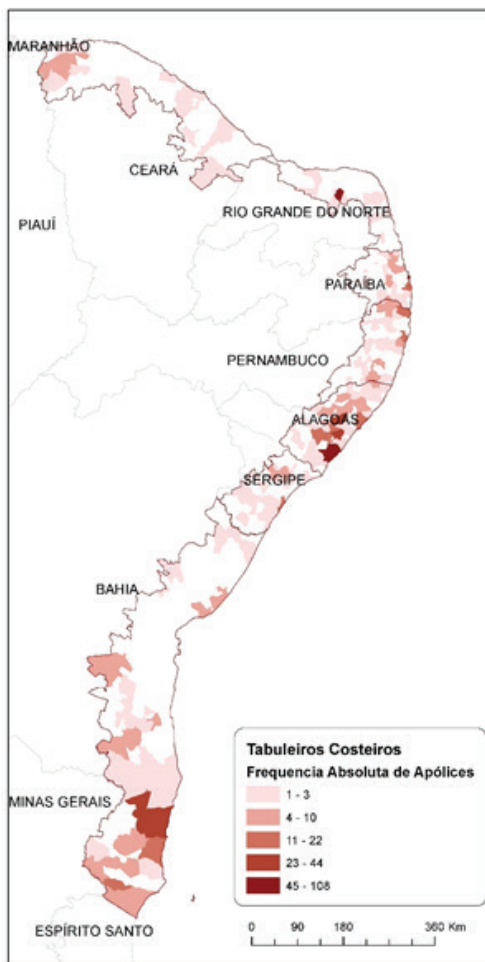 MARANHÃO
CEARÁ
RIO GRANDE DO NORTE
PIAUÍ
PARAÍBA
PERNAMBUCO
ALAGOAS
SERGIPE
BAHIA
Tabuleiros Costeiros
Frequencia Absoluta de Apólices
1 - 3
MINAS GERAIS
4 - 10
11 - 22
23 - 44
45 - 108
0 90 180 360 Km
ESPÍRITO SANTO